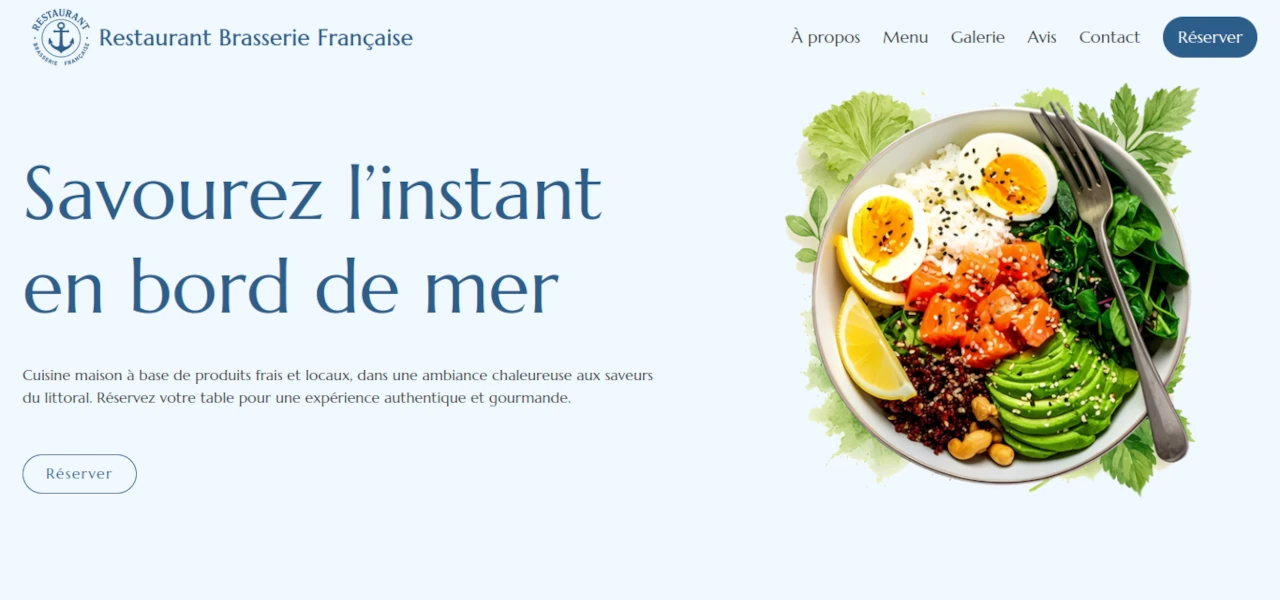 RESTAURANT
BRASSERIE FRANÇAISE
Restaurant Brasserie Française
À propos
Menu
Galerie
Avis
Contact
Réserver
Savourez l’instant
en bord de mer
Cuisine maison à base de produits frais et locaux, dans une ambiance chaleureuse aux saveurs
du littoral. Réservez votre table pour une expérience authentique et gourmande.
Réserver